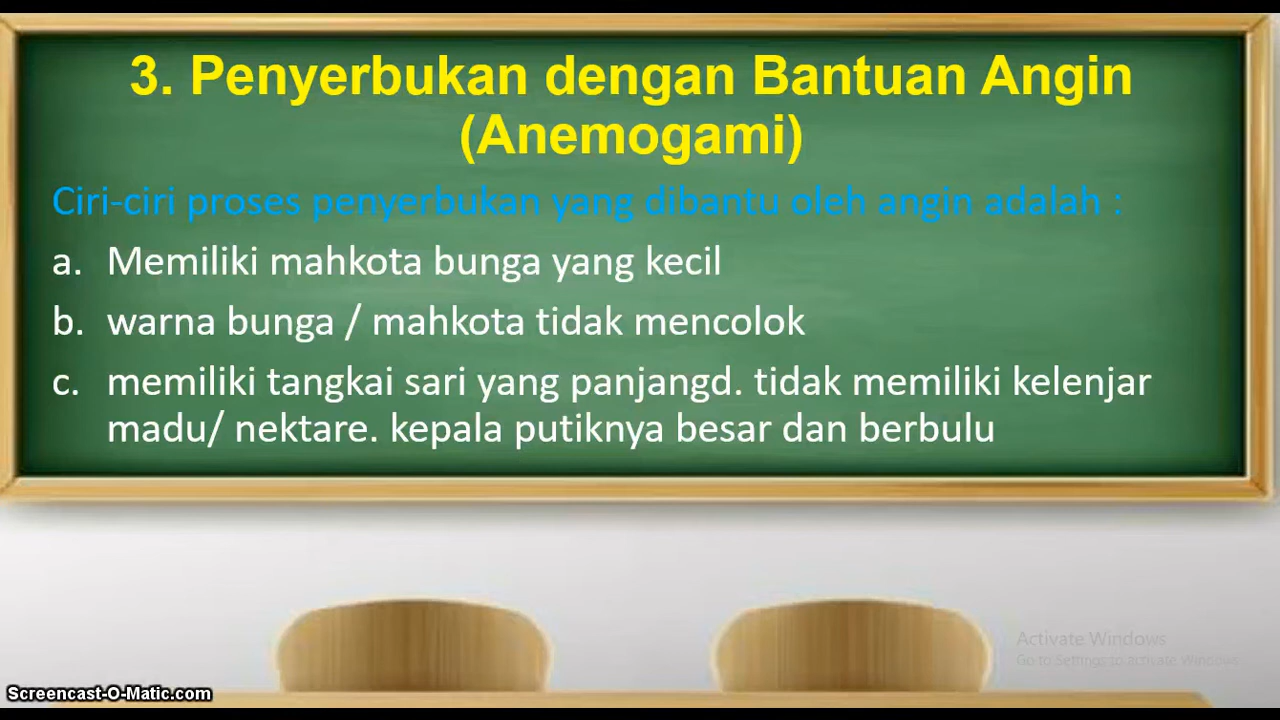 3. Penyerbukan dengan Bantuan Angin
(Anemogami)
Ciri-ciri proses penyerbukan yang dibantu oleh angin adalah :
a. Memiliki mahkota bunga yang kecil
b. warna bunga / mahkota tidak mencolok
c. memiliki tangkai sari yang panjangd. tidak memiliki kelenjar
madu/ nektare. kepala putiknya besar dan berbulu
Activate Windows
Go to Settings to activate Windows.
Screencast-O-Matic.com